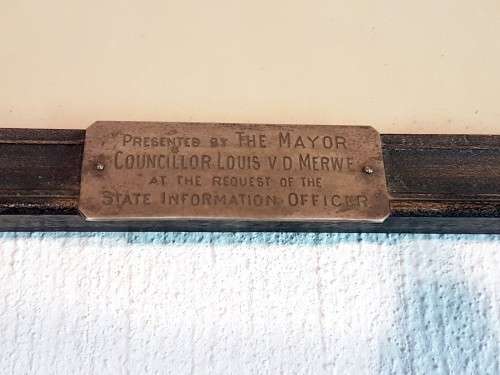 PRESENTED BY THE MAYOR
COUNCILLOR LOUIS V D MERWE
AT THE REQUEST OF THE
STATE INFORMATION OFFICER